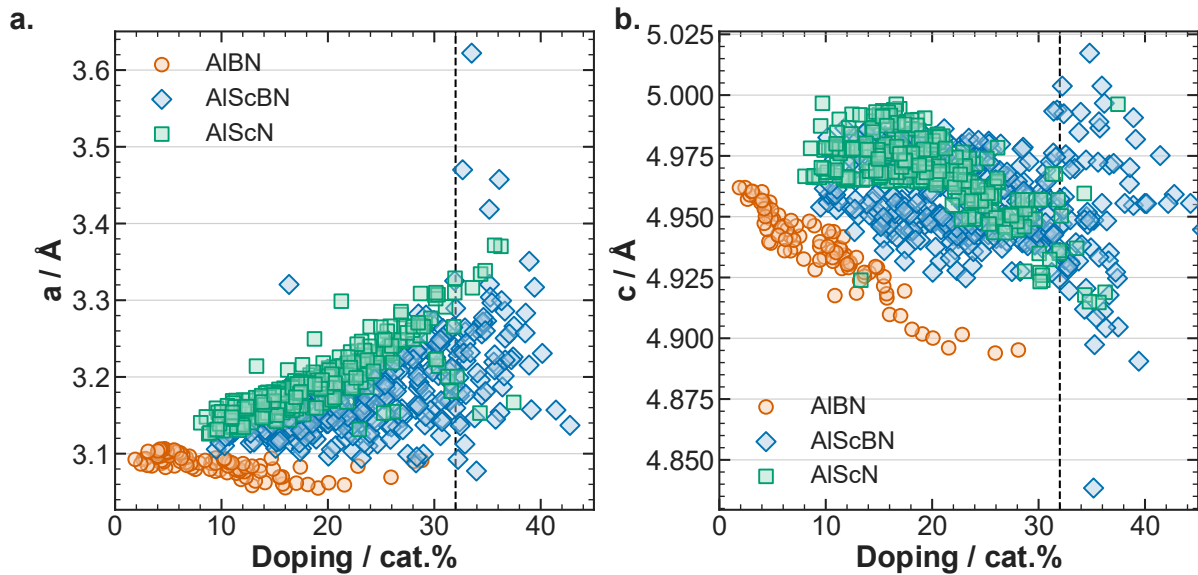 a.
3.6
3.5
3.4
3.3
3.2
3.1
a / Å
AlBN
AlScBN
AlScN
0
10
20
30
40
Doping / cat.%
b.
5.025
5.000
4.975
4.950
4.925
4.900
4.875
4.850
c / Å
AlBN
AlScBN
AlScN
0
10
20
30
40
Doping / cat.%